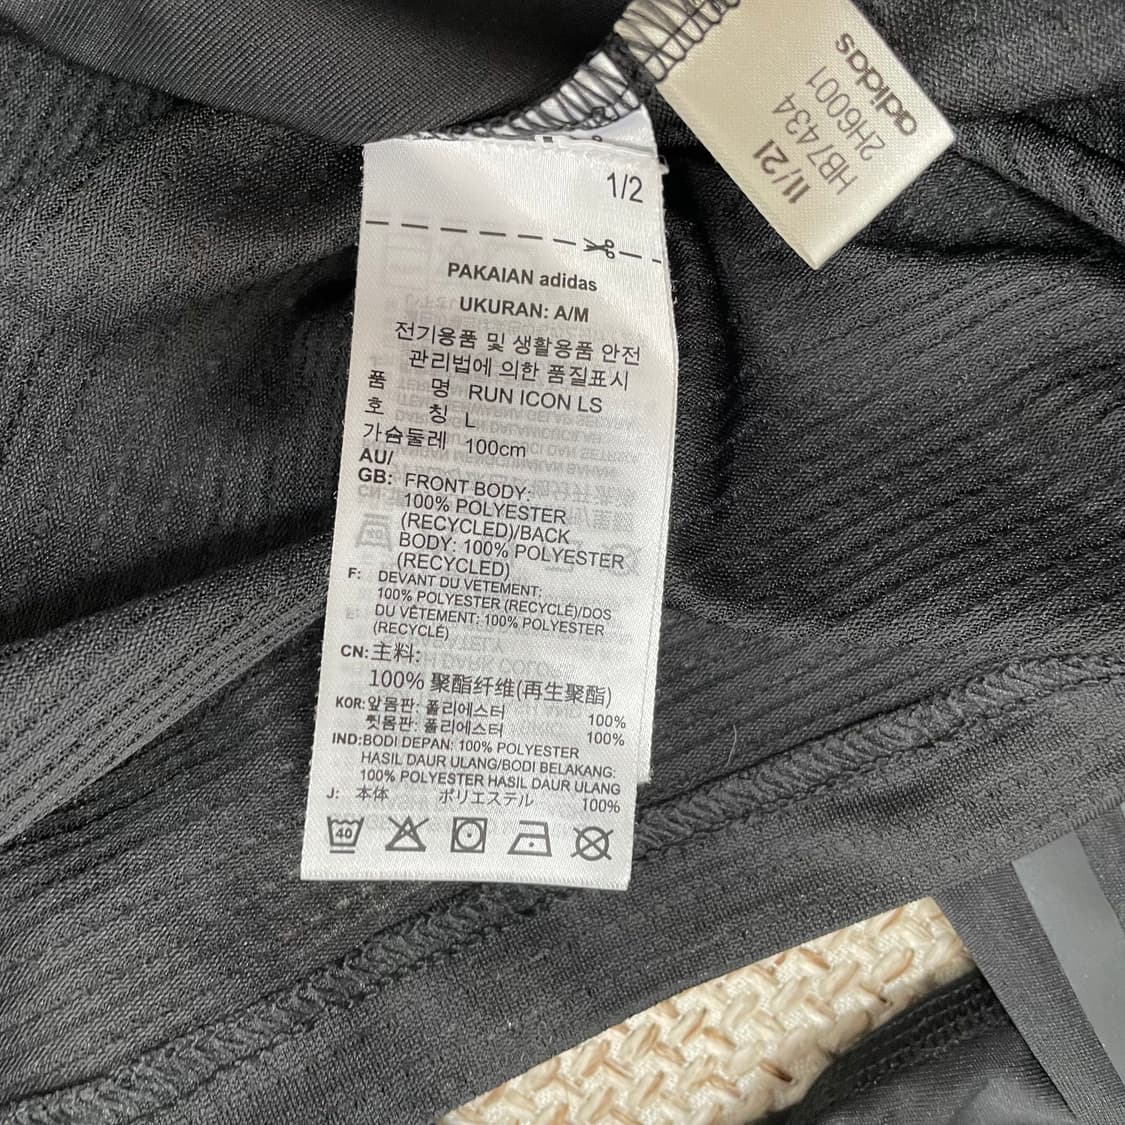 1/2
PAKAIAN adidas
UKURAN: A/M
전기용품 및 생활용품 안전
관리법에 의한 품질표시
품 명 RUN ICON LS
호 칭 L
가슴둘레 100cm
AU/
GB: FRONT BODY:
100% POLYESTER
(RECYCLED)/BACK
BODY: 100% POLYESTER
(RECYCLED)
F: DEVANT DU VÊTEMENT:
100% POLYESTER (RECYCLÉ)/DOS
DU VÊTEMENT: 100% POLYESTER
(RECYCLÉ)
CN: 主料:
100% 聚酯纤维(再生聚酯)
KOR: 앞몸판: 폴리에스터 100%
뒷몸판: 폴리에스터 100%
IND: BODI DEPAN: 100% POLYESTER
HASIL DAUR ULANG/BODI BELAKANG:
100% POLYESTER HASIL DAUR ULANG
J: 本体 ポリエステル 100%
40
11/21
HB7434
2H6001
adidas